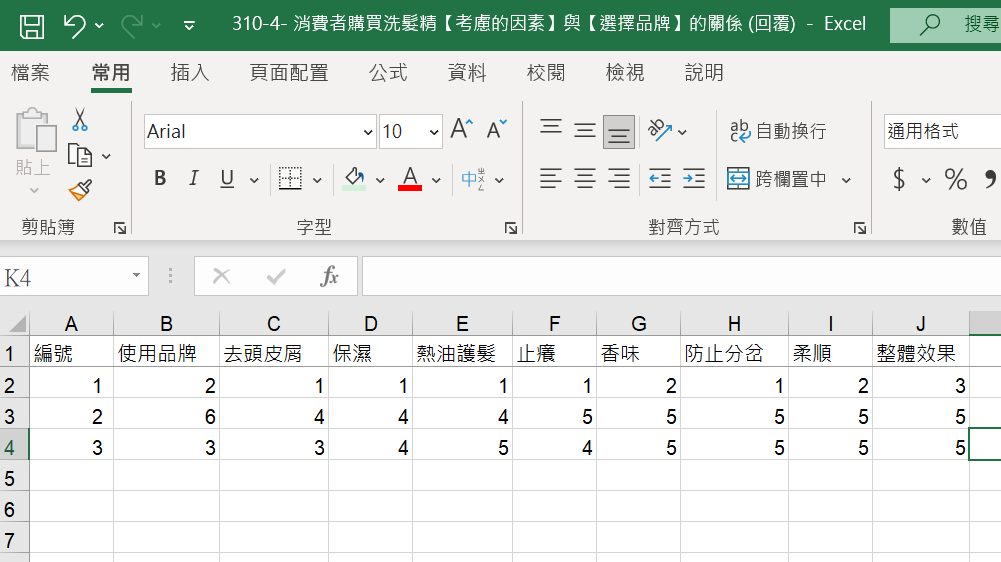 310-4- 消費者購買洗髮精【考慮的因素】與【選擇品牌】的關係 (回覆) - Excel 搜尋
檔案 常用 插入 頁面配置 公式 資料 校閱 檢視 說明
Arial 10 A A ab 自動換行 通用格式
貼上 B I U A 中 跨欄置中 $ % ,
剪貼簿 字型 對齊方式 數值
K4 fx
A B C D E F G H I J
1 編號 使用品牌 去頭皮屑 保濕 熱油護髮 止癢 香味 防止分岔 柔順 整體效果
2 1 2 1 1 1 1 2 1 2 3
3 2 6 4 4 4 5 5 5 5 5
4 3 3 3 4 5 4 5 5 5 5
5
6
7